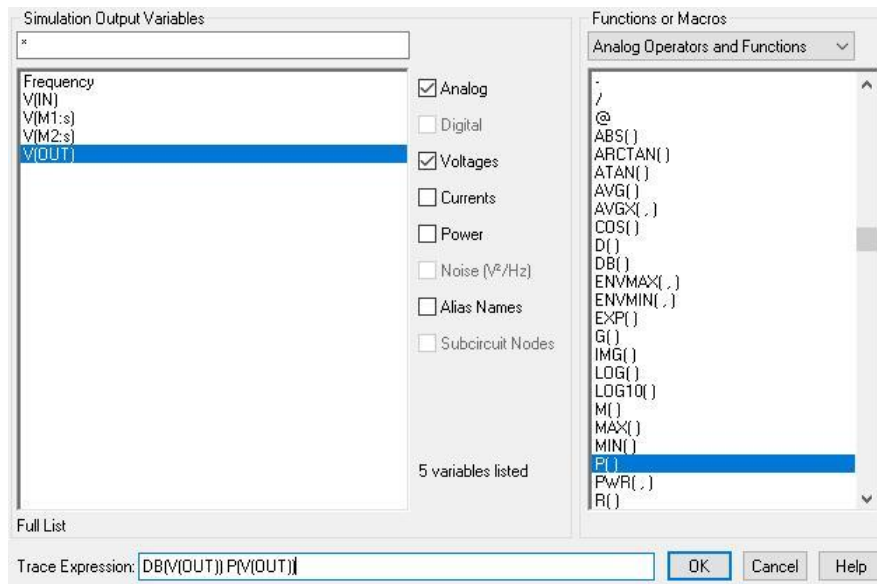 Simulation Output Variables
*
Frequency
V(IN)
V(M1:s)
V(M2:s)
V(OUT)
Full List
Analog
Digital
Voltages
Currents
Power
Noise (V²/Hz)
Alias Names
Subcircuit Nodes
5 variables listed
Functions or Macros
Analog Operators and Functions
-
/
@
ABS( )
ARCTAN( )
ATAN( )
AVG( )
AVGX( , )
COS( )
D( )
DB( )
ENVMAX( , )
ENVMIN( , )
EXP( )
G( )
IMG( )
LOG( )
LOG10( )
M( )
MAX( )
MIN( )
P( )
PWR( , )
R( )
Trace Expression: DB(V(OUT)) P(V(OUT))
OK Cancel Help